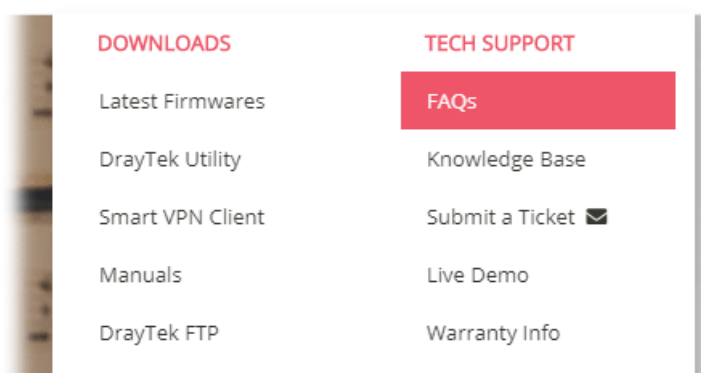 DOWNLOADS
Latest Firmwares
DrayTek Utility
Smart VPN Client
Manuals
DrayTek FTP
TECH SUPPORT
FAQs
Knowledge Base
Submit a Ticket
Live Demo
Warranty Info